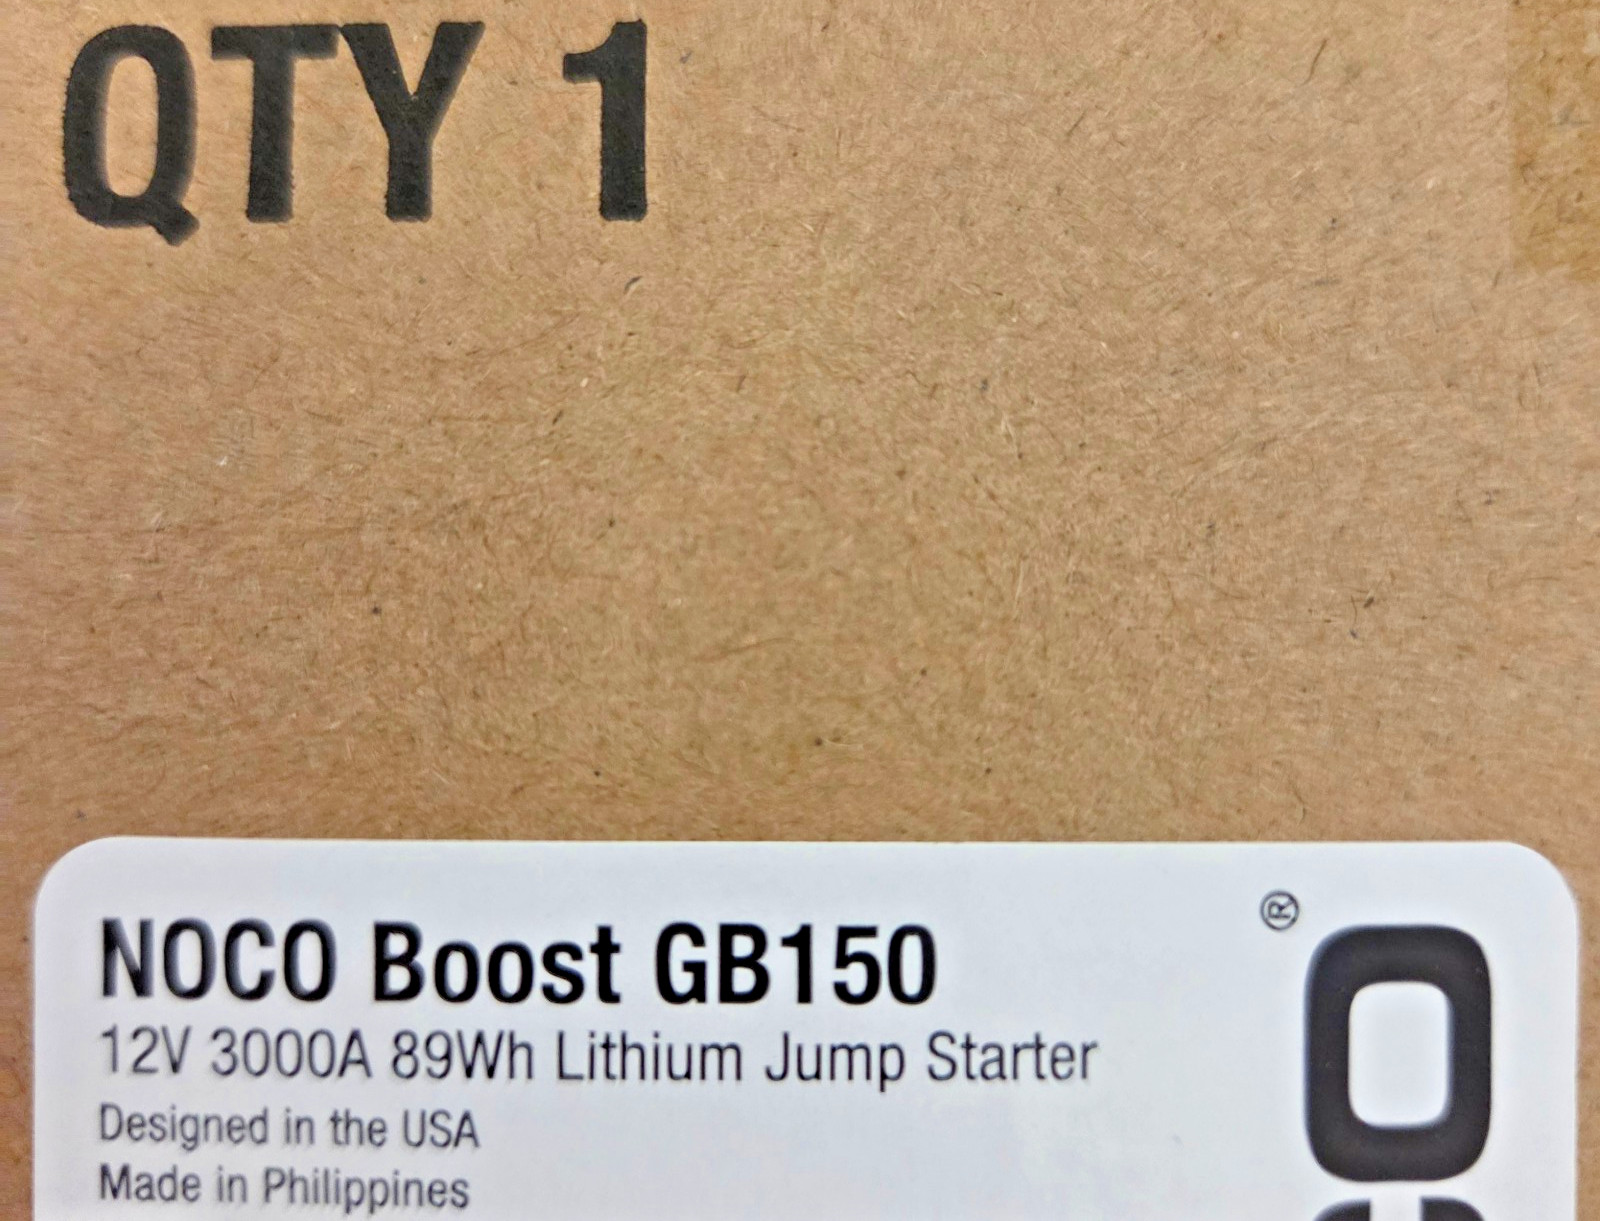 QTY 1
NOCO Boost GB150
12V 3000A 89Wh Lithium Jump Starter
Designed in the USA
Made in Philippines
®
O